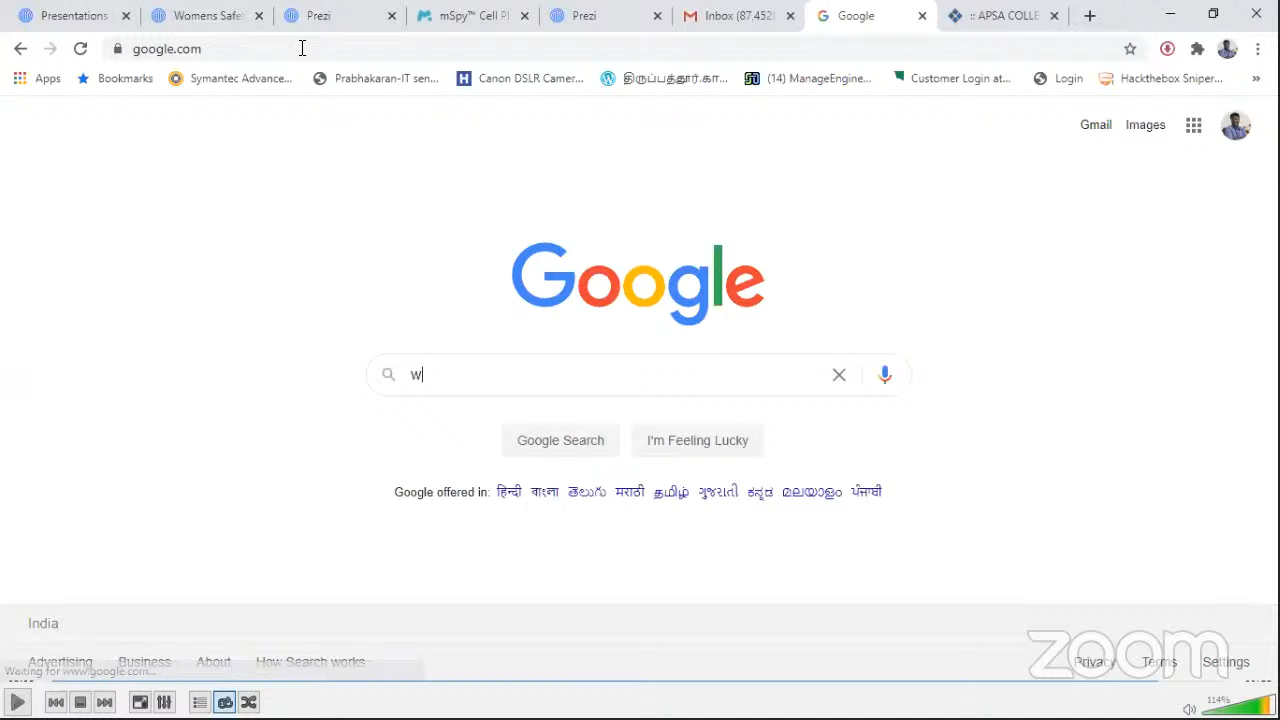 Presentations
Womens Safe
Prezi
mSpy™ Cell Pl
Prezi
Inbox (87,452)
Google
:: APSA COLLE
google.com
Apps
Bookmarks
Symantec Advance...
Prabhakaran-IT sen...
Canon DSLR Camer...
திருப்பத்தூர்.கா...
(14) ManageEngine...
Customer Login at...
Login
Hackthebox Sniper...
»
Gmail Images
Google
w
Google Search
I'm Feeling Lucky
Google offered in: हिन्दी বাংলা తెలుగు मराठी தமிழ் ગુજરાતી ಕನ್ನಡ മലയാളം ਪੰਜਾਬੀ
India
zoom
Advertising Business About How Search works
Privacy Terms Settings
Waiting for www.google.com...
114%